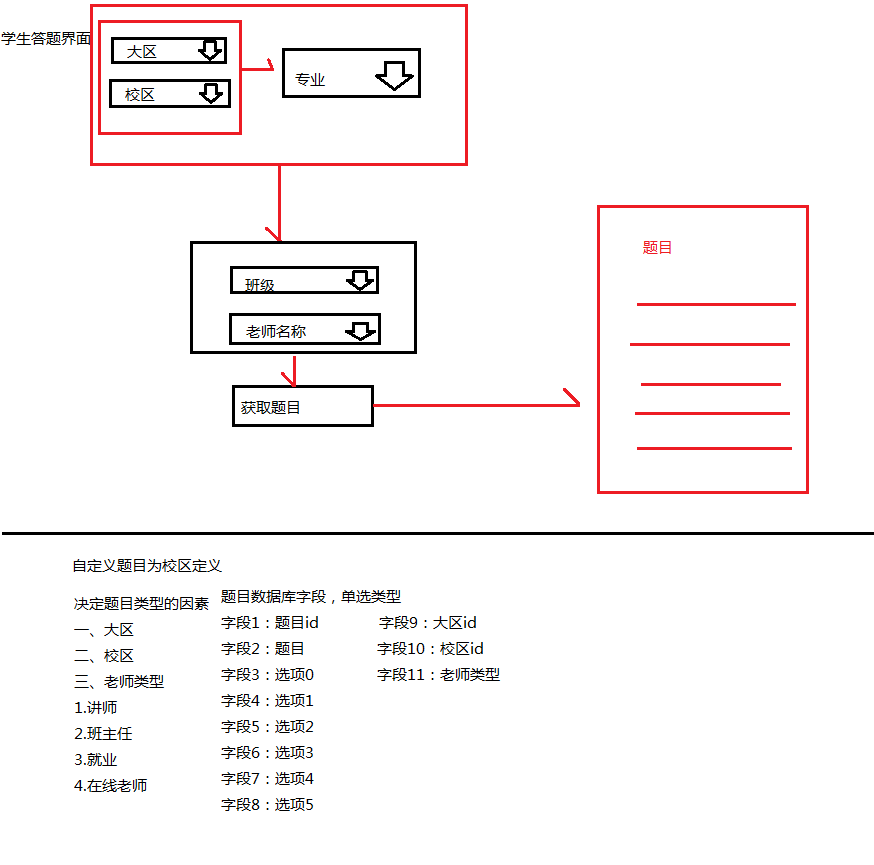 学生答题界面
大区
校区
专业
班级
老师名称
获取题目
题目
自定义题目为校区定义
决定题目类型的因素
一、大区
二、校区
三、老师类型
1.讲师
2.班主任
3.就业
4.在线老师
题目数据库字段，单选类型
字段1：题目id
字段2：题目
字段3：选项0
字段4：选项1
字段5：选项2
字段6：选项3
字段7：选项4
字段8：选项5
字段9：大区id
字段10：校区id
字段11：老师类型